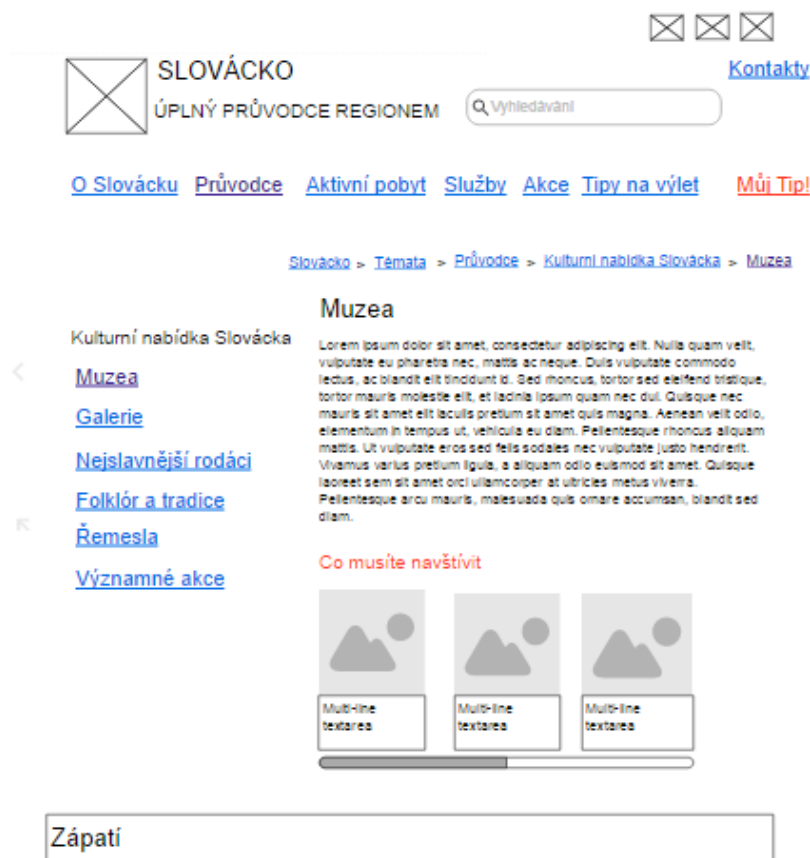 SLOVÁCKO
Kontakty
ÚPLNÝ PRŮVODCE REGIONEM
Vyhledávání
O Slovácku Průvodce Aktivní pobyt Služby Akce Tipy na výlet Můj Tip!
Slovácko > Témata > Průvodce > Kulturní nabídka Slovácka > Muzea
Kulturní nabídka Slovácka
Muzea
Galerie
Nejslavnější rodáci
Folklór a tradice
Řemesla
Významné akce
Muzea
Lorem ipsum dolor sit amet, consectetur adipiscing elit. Nulla quam velit,
vulputate eu pharetra nec, mattis ac neque. Duis vulputate commodo
lectus, ac blandit elit tincidunt id. Sed rhoncus, tortor sed eleifend tristique,
tortor mauris molestie elit, et lacinia ipsum quam nec dui. Quisque nec
mauris sit amet elit iaculis pretium sit amet quis magna. Aenean velit odio,
elementum in tempus ut, vehicula eu diam. Pellentesque rhoncus aliquam
mattis. Ut vulputate eros sed felis sodales nec vulputate justo hendrerit.
Vivamus varius pretium ligula, a aliquam odio euismod sit amet. Quisque
laoreet sem sit amet orci ullamcorper at ultricies metus viverra.
Pellentesque arcu mauris, malesuada quis ornare accumsan, blandit sed
diam.
Co musíte navštívit
Multi-line
textarea
Multi-line
textarea
Multi-line
textarea
Zápatí